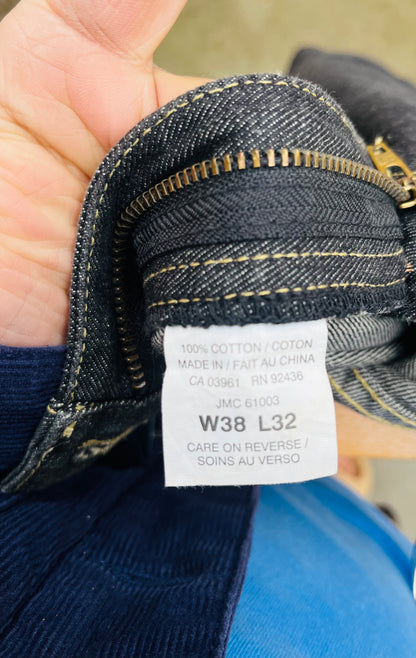 100% COTTON / COTON
MADE IN / FAIT AU CHINA
CA 03961 RN 92436
JMC 61003
W38 L32
CARE ON REVERSE /
SOINS AU VERSO